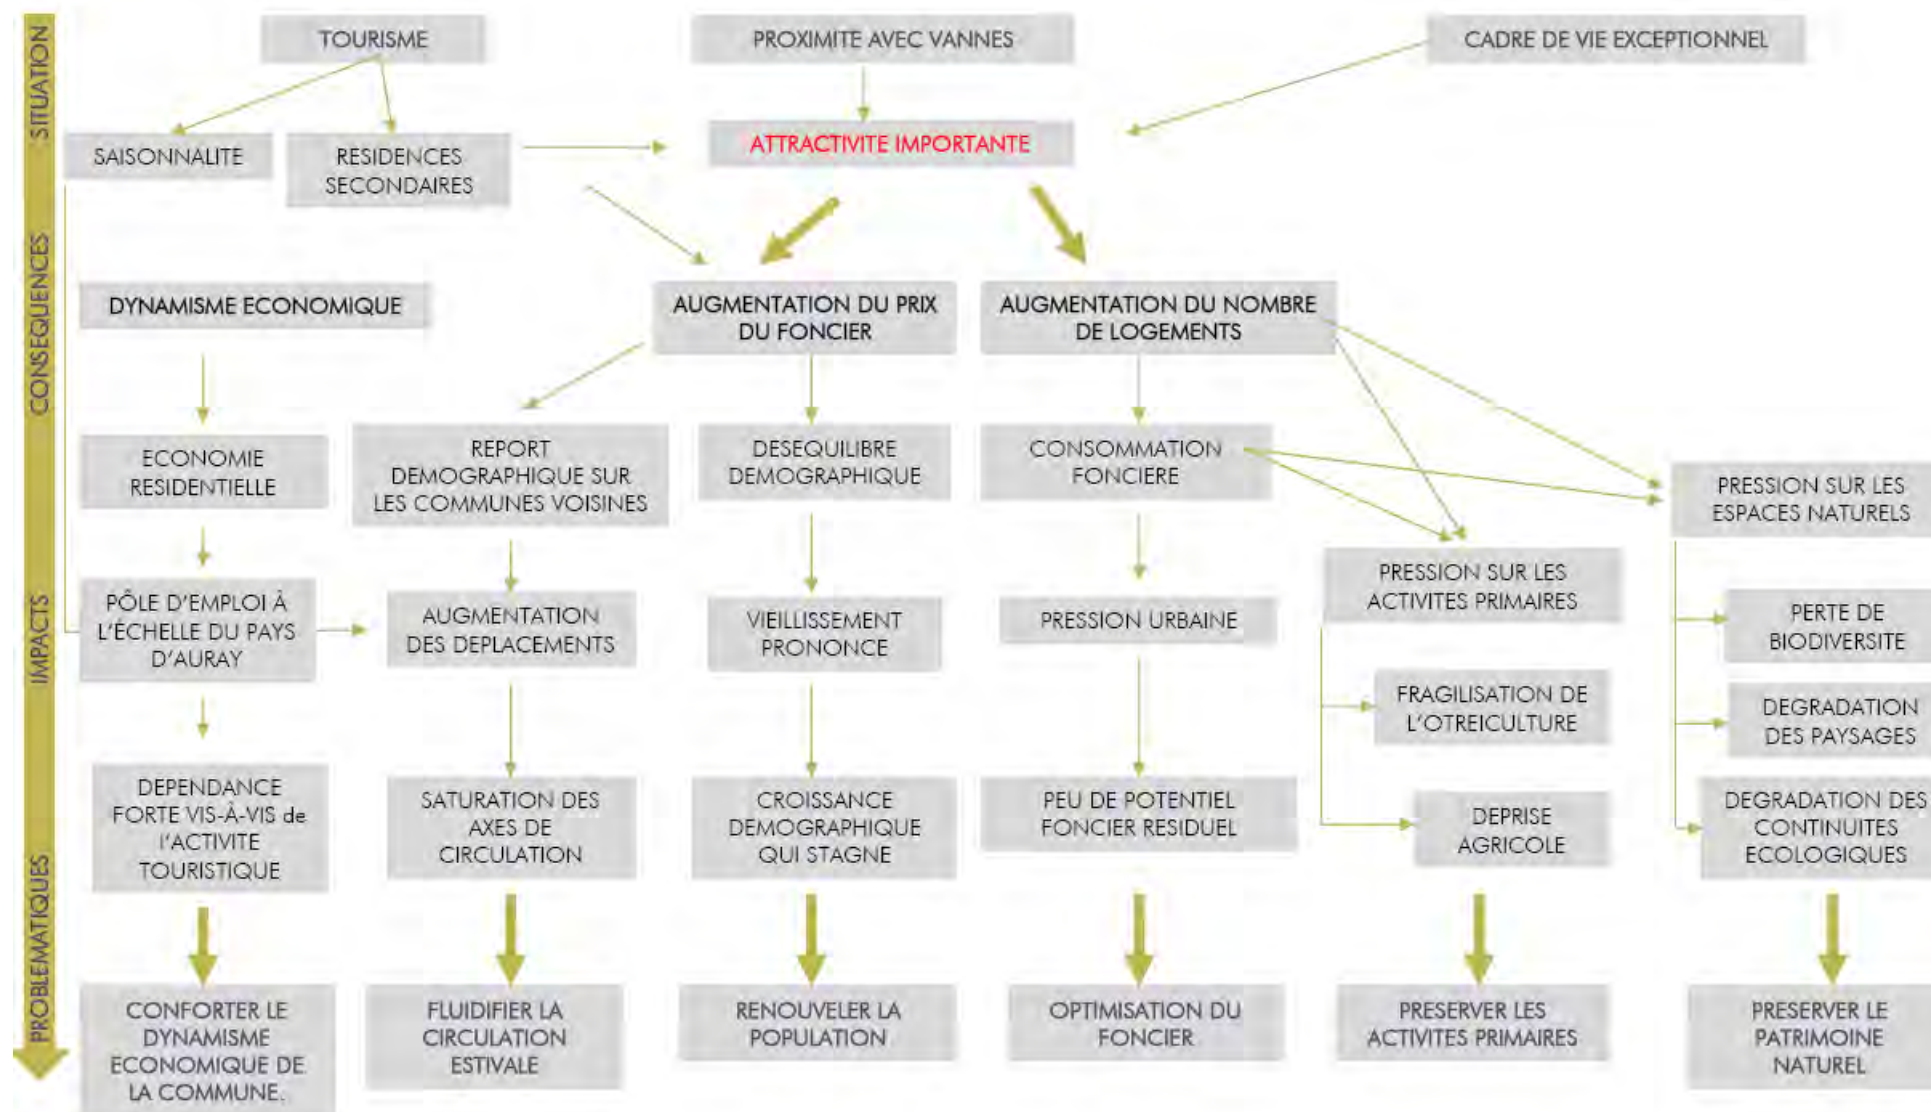 SITUATION
CONSEQUENCES
IMPACTS
PROBLEMATIQUES
TOURISME
PROXIMITE AVEC VANNES
CADRE DE VIE EXCEPTIONNEL
SAISONNALITE
RESIDENCES
SECONDAIRES
ATTRACTIVITE IMPORTANTE
DYNAMISME ECONOMIQUE
AUGMENTATION DU PRIX
DU FONCIER
AUGMENTATION DU NOMBRE
DE LOGEMENTS
ECONOMIE
RESIDENTIELLE
REPORT
DEMOGRAPHIQUE SUR
LES COMMUNES VOISINES
DESEQUILIBRE
DEMOGRAPHIQUE
CONSOMMATION
FONCIERE
PRESSION SUR LES
ESPACES NATURELS
PÔLE D'EMPLOI À
L'ÉCHELLE DU PAYS
D'AURAY
AUGMENTATION
DES DEPLACEMENTS
VIEILLISSEMENT
PRONONCE
PRESSION URBAINE
PRESSION SUR LES
ACTIVITES PRIMAIRES
PERTE DE
BIODIVERSITE
FRAGILISATION DE
L'OTREICULTURE
DEGRADATION
DES PAYSAGES
DEPENDANCE
FORTE VIS-À-VIS de
l'ACTIVITE
TOURISTIQUE
SATURATION DES
AXES DE
CIRCULATION
CROISSANCE
DEMOGRAPHIQUE
QUI STAGNE
PEU DE POTENTIEL
FONCIER RESIDUEL
DEPRISE
AGRICOLE
DEGRADATION DES
CONTINUITES
ECOLOGIQUES
CONFORTER LE
DYNAMISME
ECONOMIQUE DE
LA COMMUNE.
FLUIDIFIER LA
CIRCULATION
ESTIVALE
RENOUVELER LA
POPULATION
OPTIMISATION DU
FONCIER
PRESERVER LES
ACTIVITES PRIMAIRES
PRESERVER LE
PATRIMOINE
NATUREL